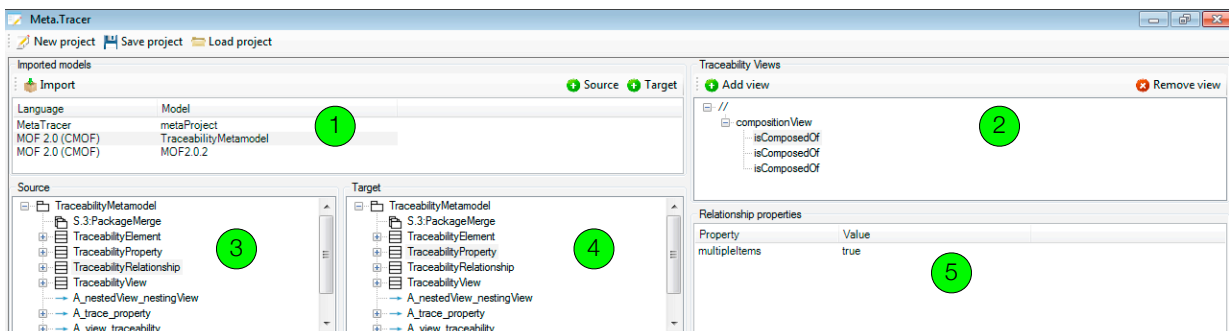 Meta.Tracer
New project Save project Load project
Imported models
Import Source Target
Language Model
MetaTracer metaProject
MOF 2.0 (CMOF) TraceabilityMetamodel
MOF 2.0 (CMOF) MOF2.0.2
1
Traceability Views
Add view Remove view
//
compositionView
isComposedOf
isComposedOf
isComposedOf
2
Source
TraceabilityMetamodel
S.3:PackageMerge
TraceabilityElement
TraceabilityProperty
TraceabilityRelationship
TraceabilityView
A_nestedView_nestingView
A_trace_property
A_view_traceability
3
Target
TraceabilityMetamodel
S.3:PackageMerge
TraceabilityElement
TraceabilityProperty
TraceabilityRelationship
TraceabilityView
A_nestedView_nestingView
A_trace_property
A_view_traceability
4
Relationship properties
Property Value
multipleItems true
5